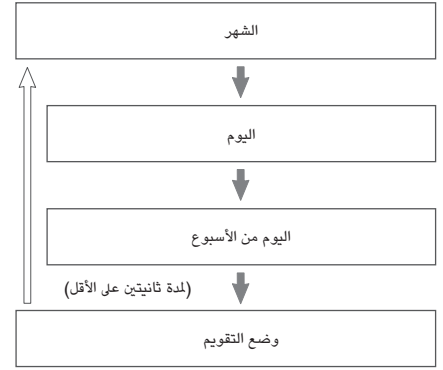 الشهر
اليوم
اليوم من الأسبوع
(لمدة ثانيتين على الأقل)
وضع التقويم